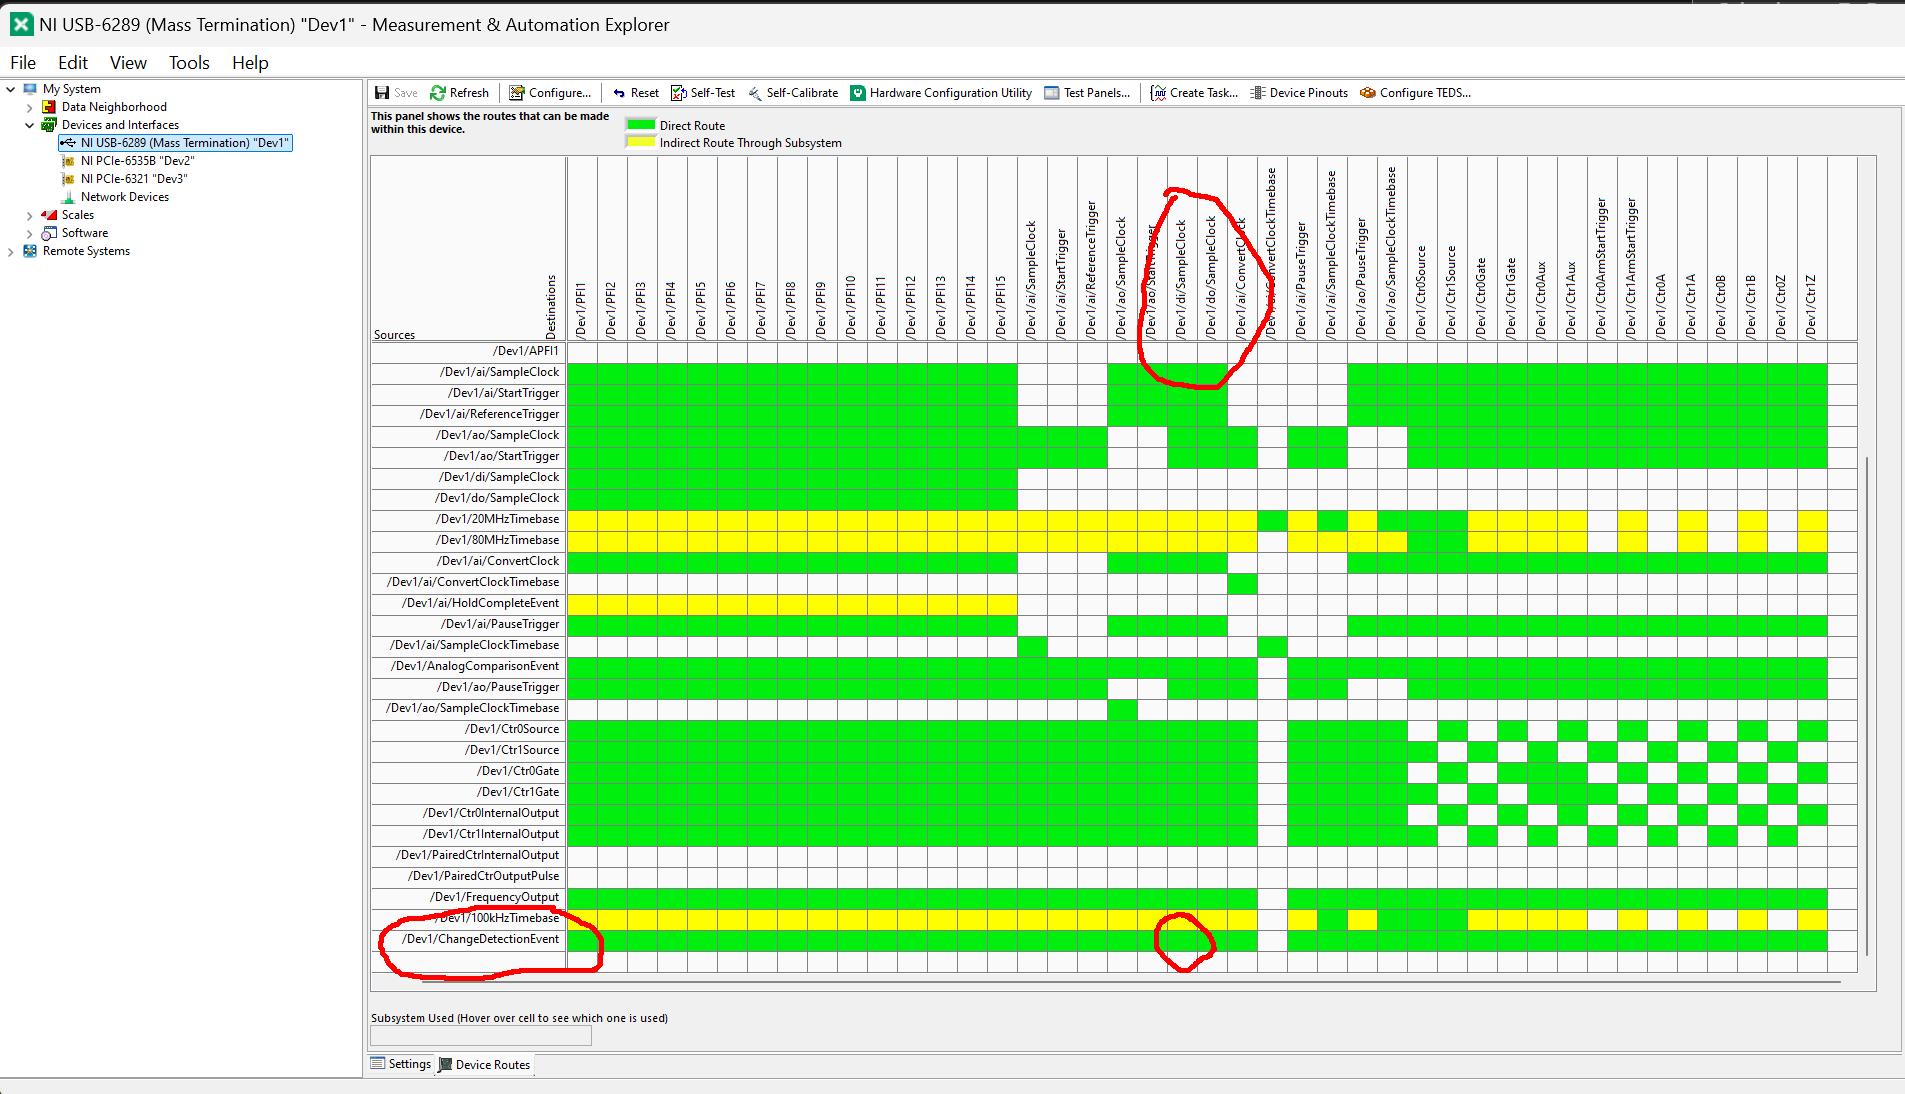 NI USB-6289 (Mass Termination) "Dev1" - Measurement & Automation Explorer
File Edit View Tools Help
My System
Data Neighborhood
Devices and Interfaces
NI USB-6289 (Mass Termination) "Dev1"
NI PCIe-6535B "Dev2"
NI PCIe-6321 "Dev3"
Network Devices
Scales
Software
Remote Systems
Save Refresh Configure... Reset Self-Test Self-Calibrate Hardware Configuration Utility Test Panels... Create Task... Device Pinouts Configure TEDS...
This panel shows the routes that can be made
within this device.
Direct Route
Indirect Route Through Subsystem
Sources
Destinations
/Dev1/PFI1
/Dev1/PFI2
/Dev1/PFI3
/Dev1/PFI4
/Dev1/PFI5
/Dev1/PFI6
/Dev1/PFI7
/Dev1/PFI8
/Dev1/PFI9
/Dev1/PFI10
/Dev1/PFI11
/Dev1/PFI12
/Dev1/PFI13
/Dev1/PFI14
/Dev1/PFI15
/Dev1/ai/SampleClock
/Dev1/ai/StartTrigger
/Dev1/ai/ReferenceTrigger
/Dev1/ao/SampleClock
/Dev1/ao/StartTrigger
/Dev1/di/SampleClock
/Dev1/do/SampleClock
/Dev1/ai/ConvertClock
/Dev1/ai/ConvertClockTimebase
/Dev1/ai/PauseTrigger
/Dev1/ai/SampleClockTimebase
/Dev1/ao/PauseTrigger
/Dev1/ao/SampleClockTimebase
/Dev1/Ctr0Source
/Dev1/Ctr1Source
/Dev1/Ctr0Gate
/Dev1/Ctr1Gate
/Dev1/Ctr0Aux
/Dev1/Ctr1Aux
/Dev1/Ctr0ArmStartTrigger
/Dev1/Ctr1ArmStartTrigger
/Dev1/Ctr0A
/Dev1/Ctr1A
/Dev1/Ctr0B
/Dev1/Ctr1B
/Dev1/Ctr0Z
/Dev1/Ctr1Z
/Dev1/APFI1
/Dev1/ai/SampleClock
/Dev1/ai/StartTrigger
/Dev1/ai/ReferenceTrigger
/Dev1/ao/SampleClock
/Dev1/ao/StartTrigger
/Dev1/di/SampleClock
/Dev1/do/SampleClock
/Dev1/20MHzTimebase
/Dev1/80MHzTimebase
/Dev1/ai/ConvertClock
/Dev1/ai/ConvertClockTimebase
/Dev1/ai/HoldCompleteEvent
/Dev1/ai/PauseTrigger
/Dev1/ai/SampleClockTimebase
/Dev1/AnalogComparisonEvent
/Dev1/ao/PauseTrigger
/Dev1/ao/SampleClockTimebase
/Dev1/Ctr0Source
/Dev1/Ctr1Source
/Dev1/Ctr0Gate
/Dev1/Ctr1Gate
/Dev1/Ctr0InternalOutput
/Dev1/Ctr1InternalOutput
/Dev1/PairedCtrInternalOutput
/Dev1/PairedCtrOutputPulse
/Dev1/FrequencyOutput
/Dev1/100kHzTimebase
/Dev1/ChangeDetectionEvent
Subsystem Used (Hover over cell to see which one is used)
Settings Device Routes